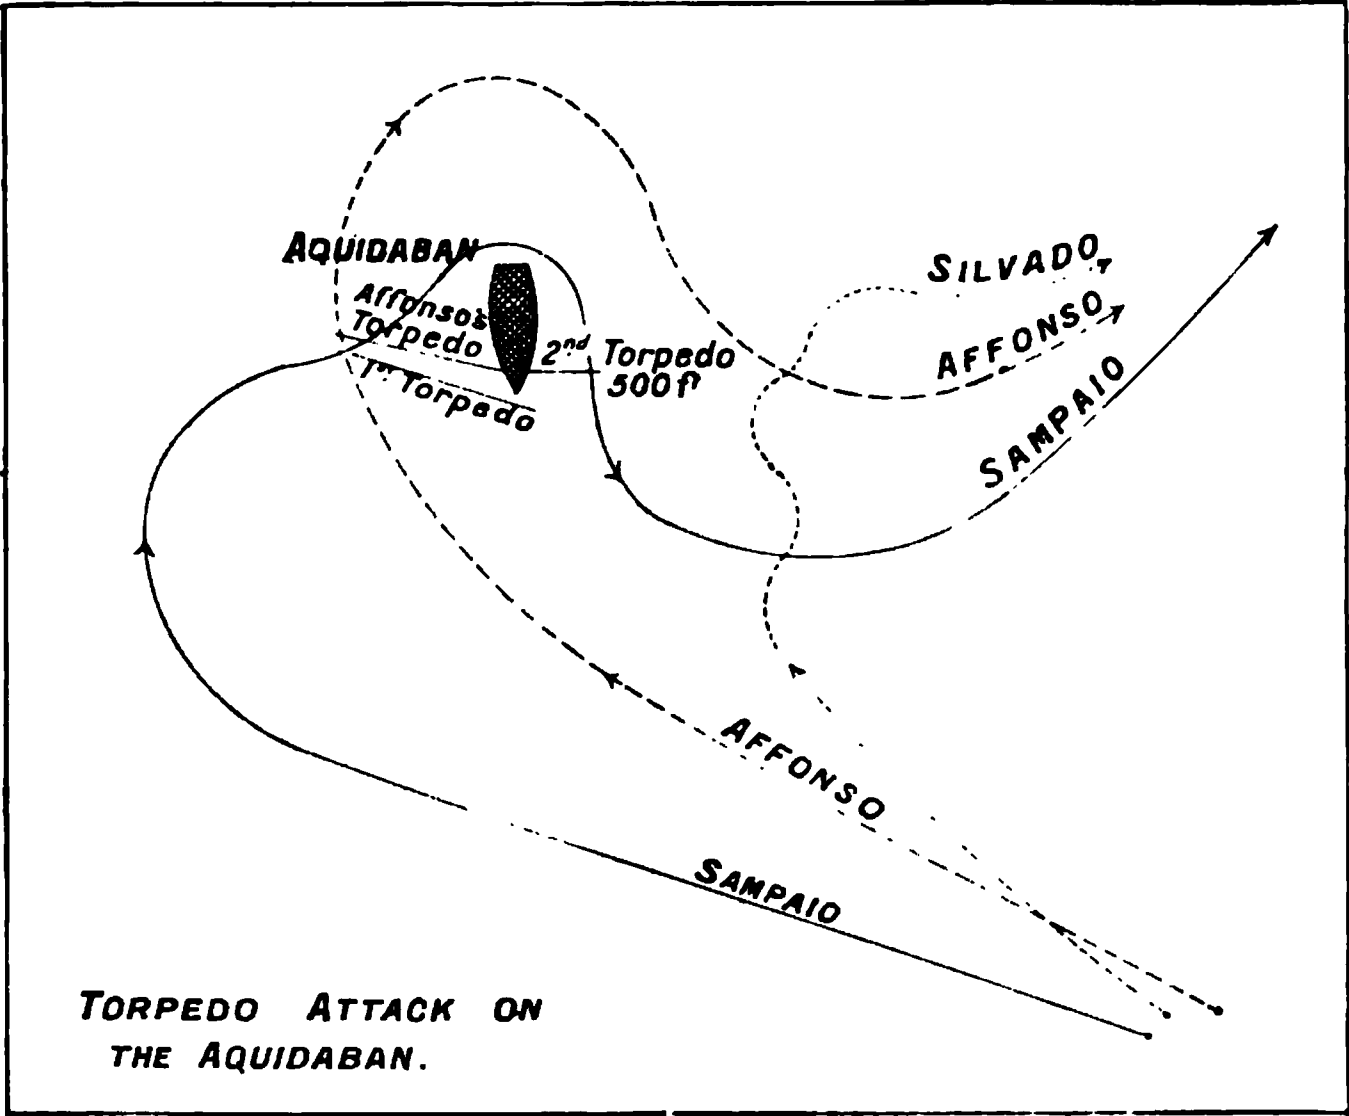 AQUIDABAN
Affonso's
Torpedo
1st Torpedo
2nd Torpedo
500 ft
SILVADO
AFFONSO
SAMPAIO
AFFONSO
SAMPAIO
TORPEDO ATTACK ON
THE AQUIDABAN.